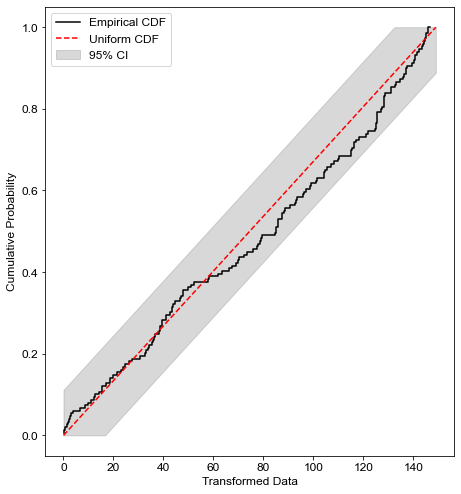 Empirical CDF
Uniform CDF
95% CI
1.0
0.8
0.6
0.4
0.2
0.0
Cumulative Probability
0 20 40 60 80 100 120 140
Transformed Data